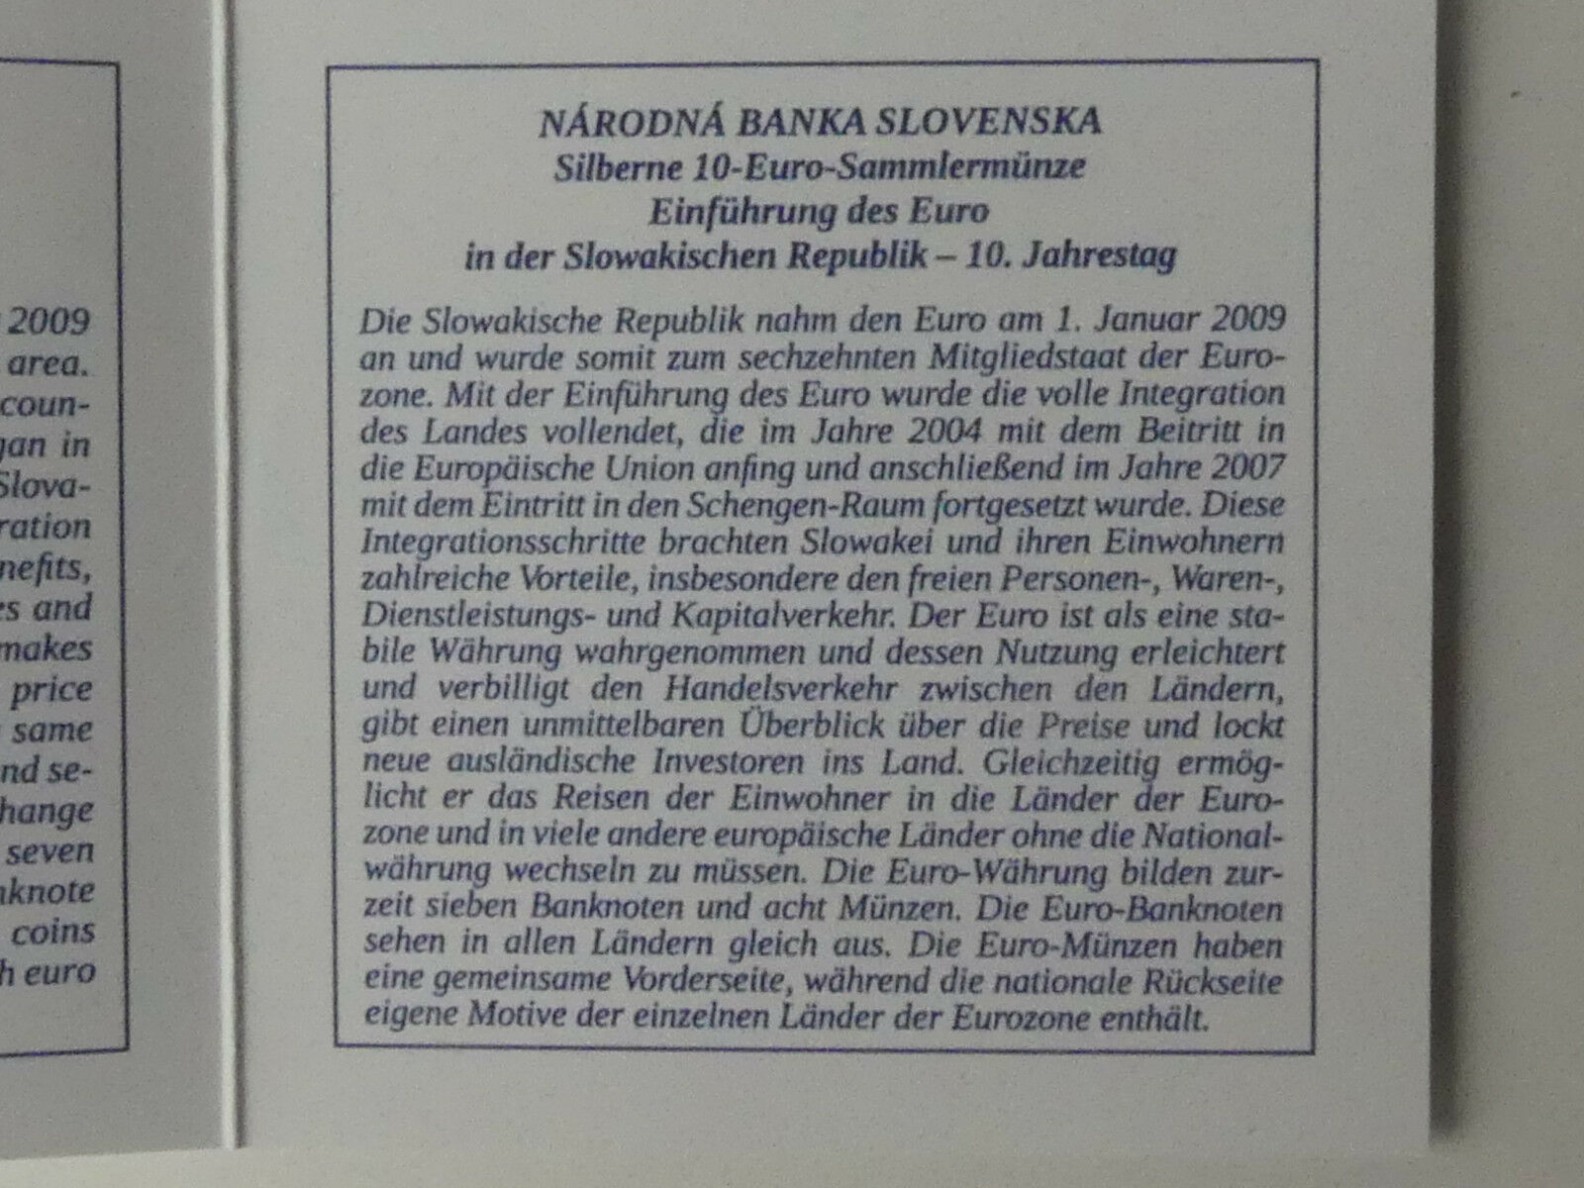 2009
area.
coun-
gan in
Slova-
ration
nefits,
es and
makes
price
same
nd se-
hange
seven
nknote
coins
h euro
NÁRODNÁ BANKA SLOVENSKA
Silberne 10-Euro-Sammlermünze
Einführung des Euro
in der Slowakischen Republik – 10. Jahrestag
Die Slowakische Republik nahm den Euro am 1. Januar 2009
an und wurde somit zum sechzehnten Mitgliedstaat der Euro-
zone. Mit der Einführung des Euro wurde die volle Integration
des Landes vollendet, die im Jahre 2004 mit dem Beitritt in
die Europäische Union anfing und anschließend im Jahre 2007
mit dem Eintritt in den Schengen-Raum fortgesetzt wurde. Diese
Integrationsschritte brachten Slowakei und ihren Einwohnern
zahlreiche Vorteile, insbesondere den freien Personen-, Waren-,
Dienstleistungs- und Kapitalverkehr. Der Euro ist als eine sta-
bile Währung wahrgenommen und dessen Nutzung erleichtert
und verbilligt den Handelsverkehr zwischen den Ländern,
gibt einen unmittelbaren Überblick über die Preise und lockt
neue ausländische Investoren ins Land. Gleichzeitig ermög-
licht er das Reisen der Einwohner in die Länder der Euro-
zone und in viele andere europäische Länder ohne die National-
währung wechseln zu müssen. Die Euro-Währung bilden zur-
zeit sieben Banknoten und acht Münzen. Die Euro-Banknoten
sehen in allen Ländern gleich aus. Die Euro-Münzen haben
eine gemeinsame Vorderseite, während die nationale Rückseite
eigene Motive der einzelnen Länder der Eurozone enthält.